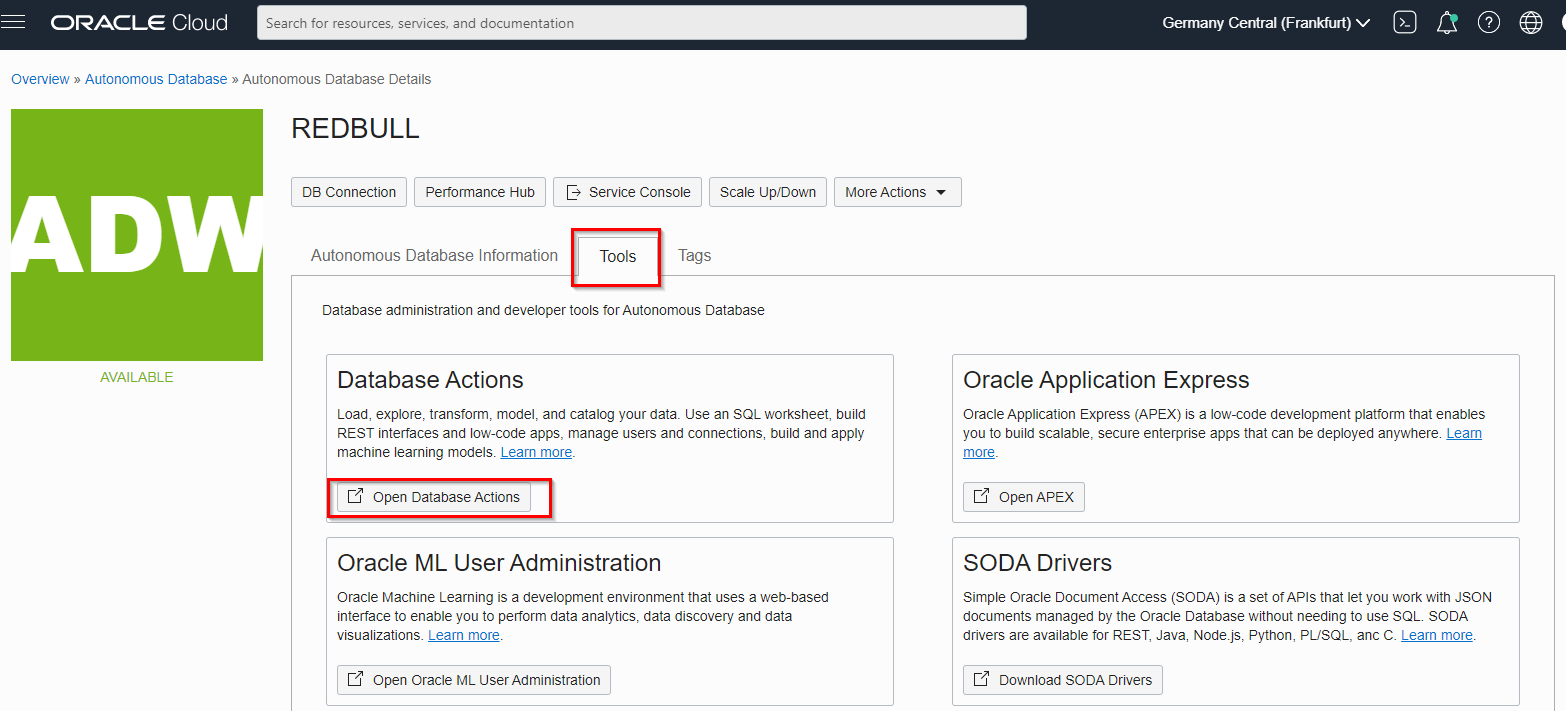 ORACLE Cloud
Search for resources, services, and documentation
Germany Central (Frankfurt)
Overview » Autonomous Database » Autonomous Database Details
ADW
AVAILABLE
REDBULL
DB Connection
Performance Hub
Service Console
Scale Up/Down
More Actions
Autonomous Database Information
Tools
Tags
Database administration and developer tools for Autonomous Database
Database Actions
Load, explore, transform, model, and catalog your data. Use an SQL worksheet, build
REST interfaces and low-code apps, manage users and connections, build and apply
machine learning models. Learn more.
Open Database Actions
Oracle Application Express
Oracle Application Express (APEX) is a low-code development platform that enables
you to build scalable, secure enterprise apps that can be deployed anywhere. Learn
more.
Open APEX
Oracle ML User Administration
Oracle Machine Learning is a development environment that uses a web-based
interface to enable you to perform data analytics, data discovery and data
visualizations. Learn more.
Open Oracle ML User Administration
SODA Drivers
Simple Oracle Document Access (SODA) is a set of APIs that let you work with JSON
documents managed by the Oracle Database without needing to use SQL. SODA
drivers are available for REST, Java, Node.js, Python, PL/SQL, anc C. Learn more.
Download SODA Drivers